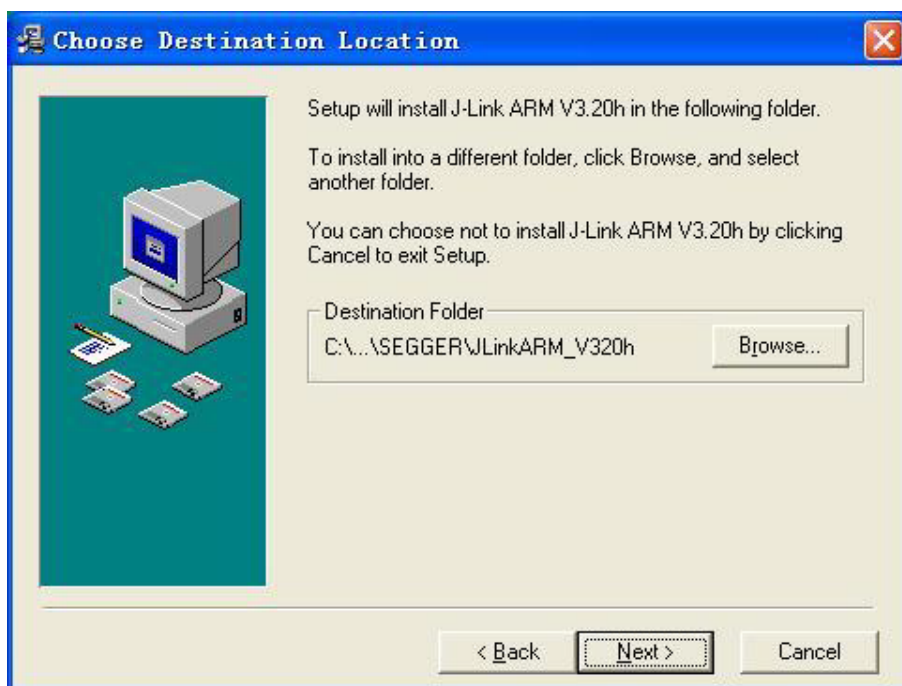 Choose Destination Location
Setup will install J-Link ARM V3.20h in the following folder.
To install into a different folder, click Browse, and select
another folder.
You can choose not to install J-Link ARM V3.20h by clicking
Cancel to exit Setup.
Destination Folder
C:\...\SEGGER\JLinkARM_V320h
Browse...
< Back
Next >
Cancel